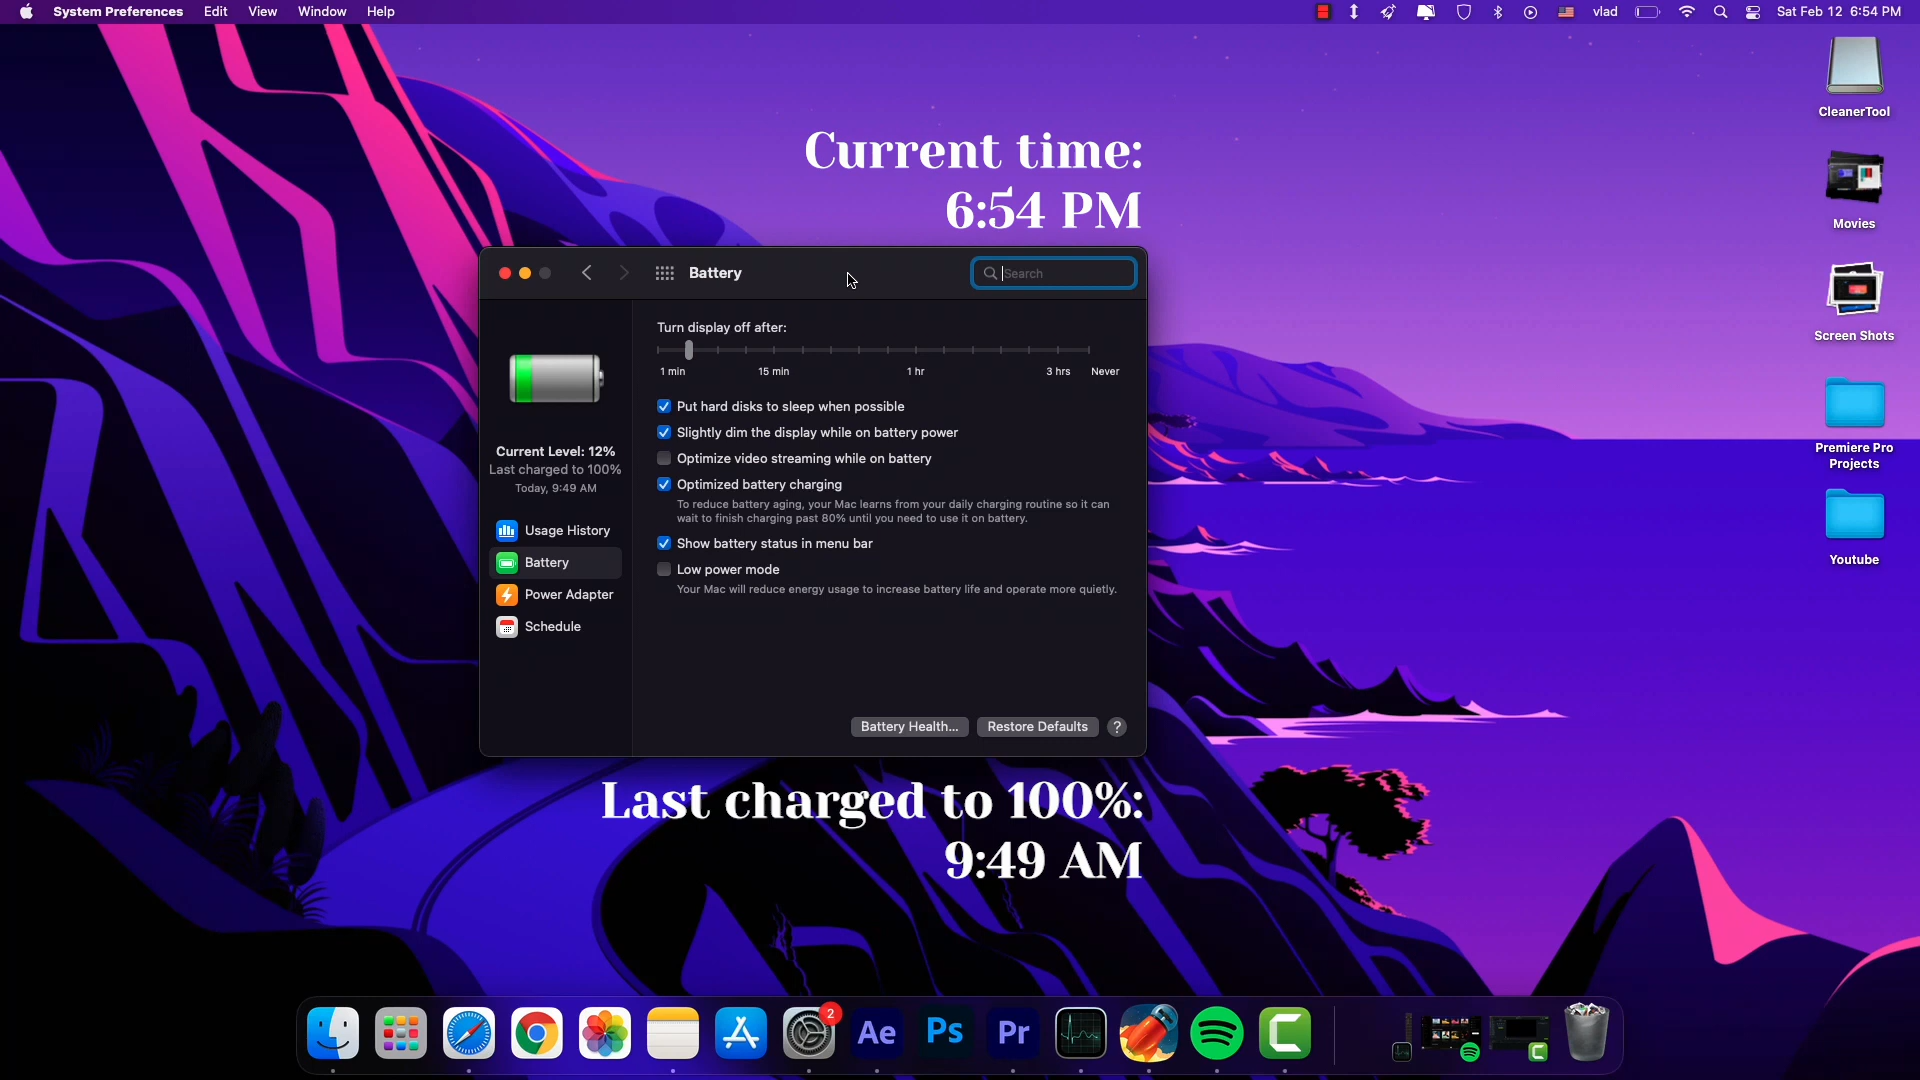 System Preferences Edit View Window Help
vlad Sat Feb 12 6:54 PM
CleanerTool
Movies
Screen Shots
Premiere Pro
Projects
Youtube
Current time:
6:54 PM
Battery
Search
Current Level: 12%
Last charged to 100%
Today, 9:49 AM
Usage History
Battery
Power Adapter
Schedule
Turn display off after:
1 min 15 min 1 hr 3 hrs Never
Put hard disks to sleep when possible
Slightly dim the display while on battery power
Optimize video streaming while on battery
Optimized battery charging
To reduce battery aging, your Mac learns from your daily charging routine so it can
wait to finish charging past 80% until you need to use it on battery.
Show battery status in menu bar
Low power mode
Your Mac will reduce energy usage to increase battery life and operate more quietly.
Battery Health... Restore Defaults ?
Last charged to 100%:
9:49 AM
2
Ae Ps Pr